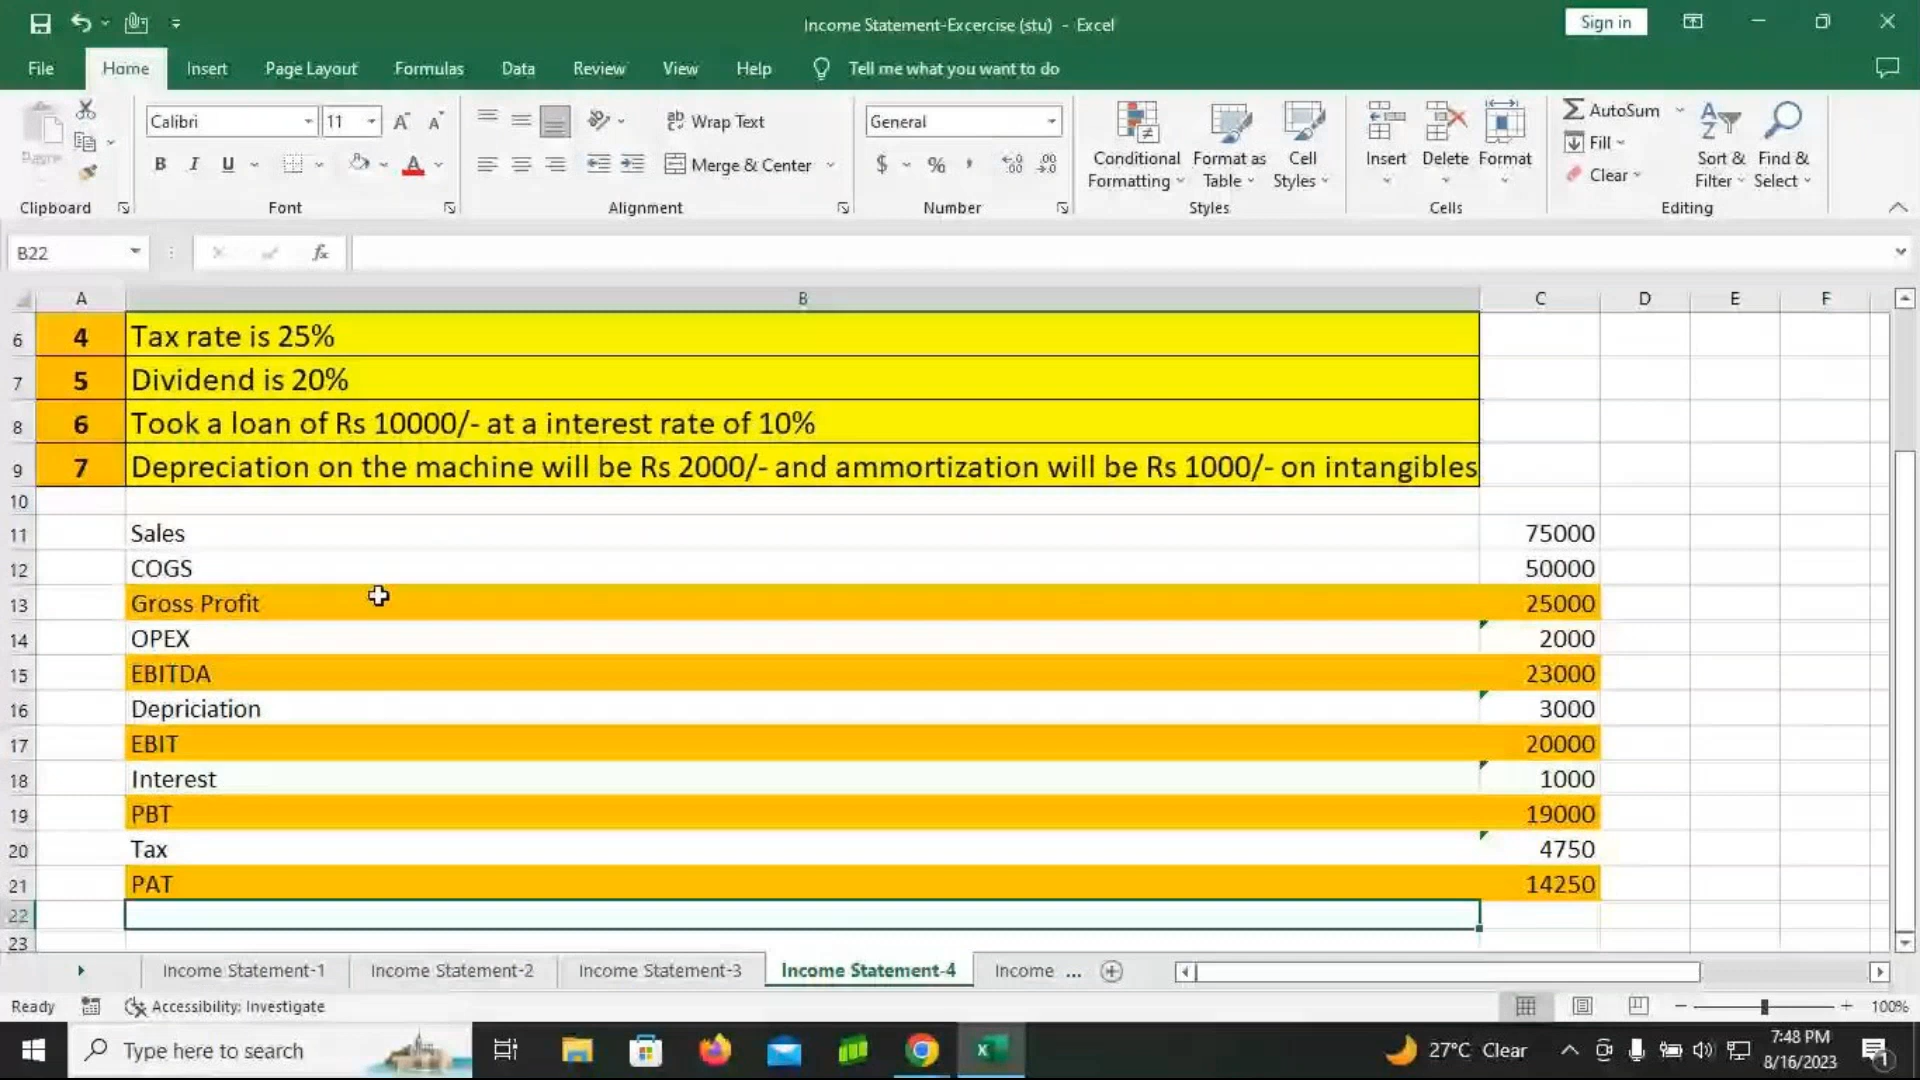 Income Statement-Excercise (stu) - Excel
Sign in
File Home Insert Page Layout Formulas Data Review View Help Tell me what you want to do
Paste
Calibri 11
B I U
Wrap Text
Merge & Center
General
$ % ,
Conditional Formatting
Format as Table
Cell Styles
Insert
Delete
Format
AutoSum
Fill
Clear
Sort & Filter
Find & Select
Clipboard Font Alignment Number Styles Cells Editing
B22 fx
A B C D E F
6 4 Tax rate is 25%
7 5 Dividend is 20%
8 6 Took a loan of Rs 10000/- at a interest rate of 10%
9 7 Depreciation on the machine will be Rs 2000/- and ammortization will be Rs 1000/- on intangibles
10
11 Sales 75000
12 COGS 50000
13 Gross Profit 25000
14 OPEX 2000
15 EBITDA 23000
16 Depriciation 3000
17 EBIT 20000
18 Interest 1000
19 PBT 19000
20 Tax 4750
21 PAT 14250
22
23
Income Statement-1 Income Statement-2 Income Statement-3 Income Statement-4 Income ...
Ready Accessibility: Investigate 100%
Type here to search
27°C Clear
7:48 PM
8/16/2023
1